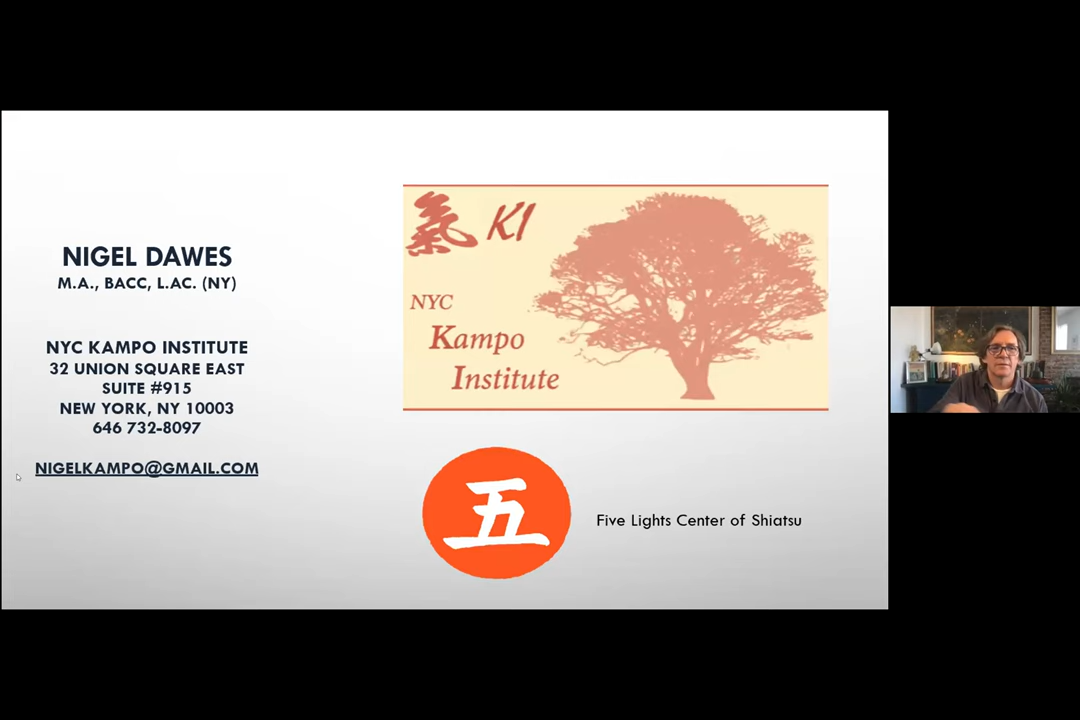 NIGEL DAWES
M.A., BACC, L.AC. (NY)
NYC KAMPO INSTITUTE
32 UNION SQUARE EAST
SUITE #915
NEW YORK, NY 10003
646 732-8097
NIGELKAMPO@GMAIL.COM
氣 KI
NYC
Kampo
Institute
五
Five Lights Center of Shiatsu